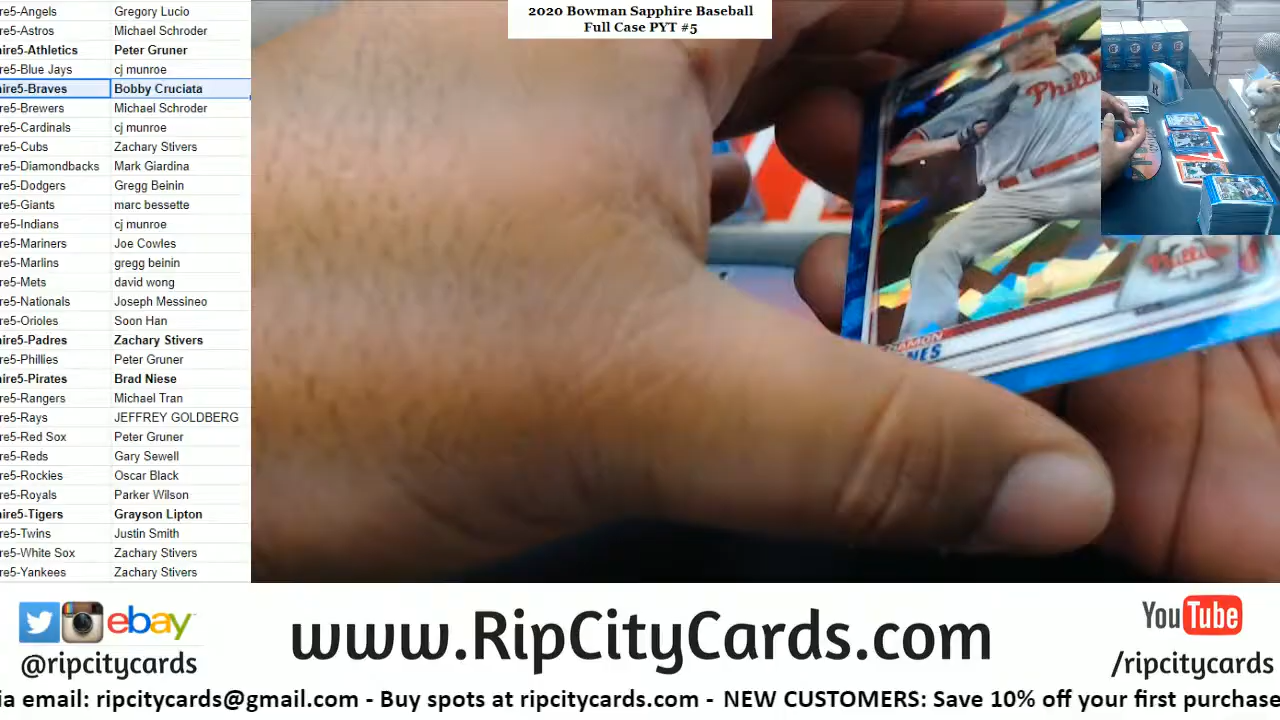 2020 Bowman Sapphire Baseball
Full Case PYT #5
re5-Angels Gregory Lucio
re5-Astros Michael Schroder
ire5-Athletics Peter Gruner
re5-Blue Jays cj munroe
ire5-Braves Bobby Cruciata
re5-Brewers Michael Schroder
re5-Cardinals cj munroe
re5-Cubs Zachary Stivers
re5-Diamondbacks Mark Giardina
re5-Dodgers Gregg Beinin
re5-Giants marc bessette
re5-Indians cj munroe
re5-Mariners Joe Cowles
re5-Marlins gregg beinin
re5-Mets david wong
re5-Nationals Joseph Messineo
re5-Orioles Soon Han
ire5-Padres Zachary Stivers
re5-Phillies Peter Gruner
ire5-Pirates Brad Niese
re5-Rangers Michael Tran
re5-Rays JEFFREY GOLDBERG
re5-Red Sox Peter Gruner
re5-Reds Gary Sewell
re5-Rockies Oscar Black
re5-Royals Parker Wilson
ire5-Tigers Grayson Lipton
re5-Twins Justin Smith
re5-White Sox Zachary Stivers
re5-Yankees Zachary Stivers
Phillies
Phillies
ebay
@ripcitycards
www.RipCityCards.com
YouTube
/ripcitycards
ia email: ripcitycards@gmail.com - Buy spots at ripcitycards.com - NEW CUSTOMERS: Save 10% off your first purchase